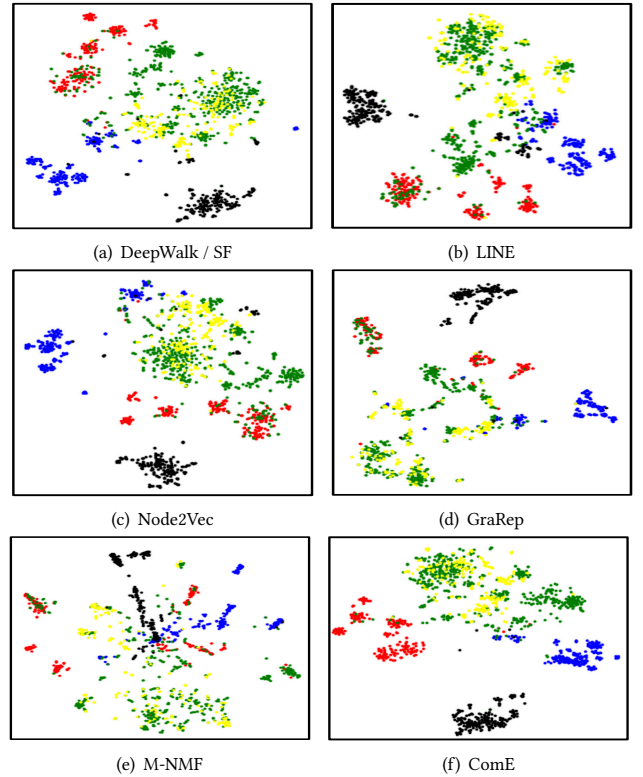 (a) DeepWalk / SF
(b) LINE
(c) Node2Vec
(d) GraRep
(e) M-NMF
(f) ComE